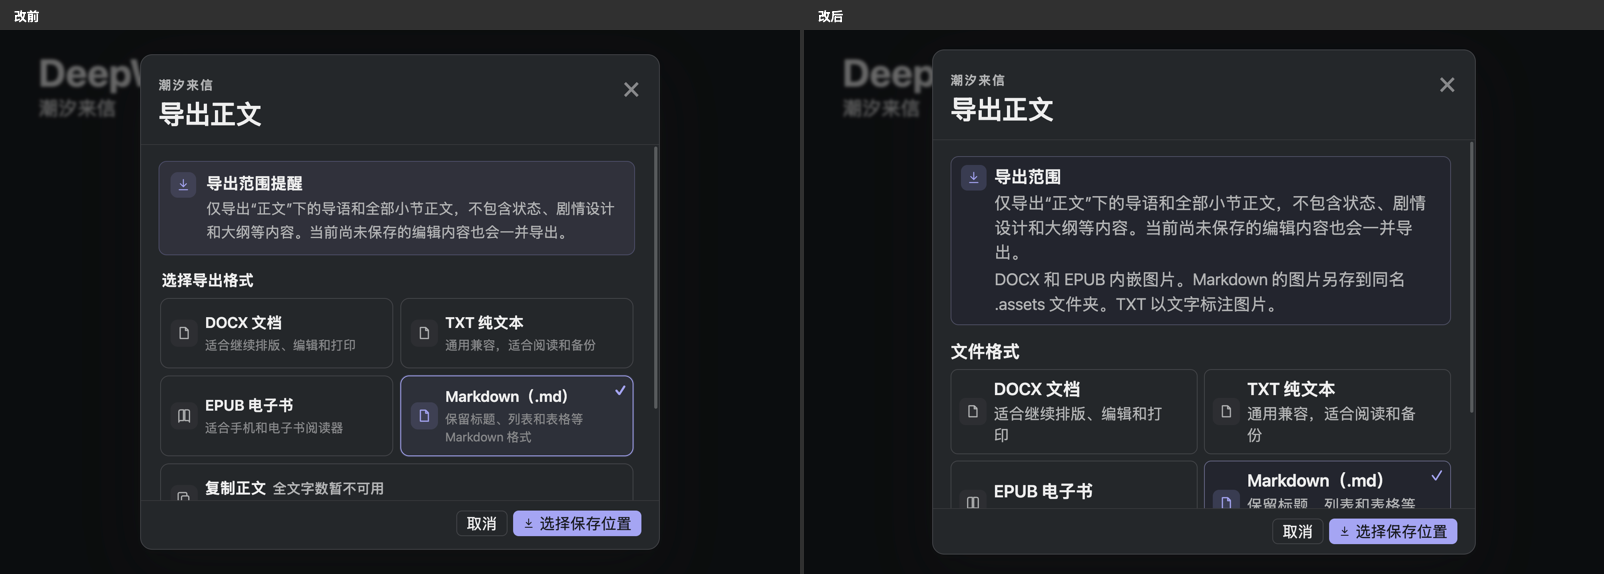 改前
DeepW
潮汐来信
潮汐来信
导出正文
导出范围提醒
仅导出“正文”下的导语和全部小节正文，不包含状态、剧情设计
和大纲等内容。当前尚未保存的编辑内容也会一并导出。
选择导出格式
DOCX 文档
适合继续排版、编辑和打印
TXT 纯文本
通用兼容，适合阅读和备份
EPUB 电子书
适合手机和电子书阅读器
Markdown（.md）
保留标题、列表和表格等
Markdown 格式
复制正文 全文字数暂不可用
取消
选择保存位置
改后
Deep
潮汐来信
潮汐来信
导出正文
导出范围
仅导出“正文”下的导语和全部小节正文，不包含状态、剧情
设计和大纲等内容。当前尚未保存的编辑内容也会一并导
出。
DOCX 和 EPUB 内嵌图片。Markdown 的图片另存到同名
.assets 文件夹。TXT 以文字标注图片。
文件格式
DOCX 文档
适合继续排版、编辑和打
印
TXT 纯文本
通用兼容，适合阅读和备
份
EPUB 电子书
Markdown（.md）
保留标题、列表和表格等
取消
选择保存位置